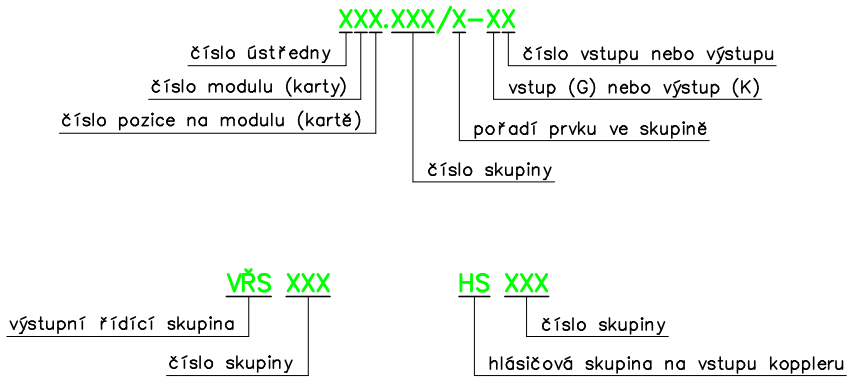 XXX.XXX/X-XX
číslo ústředny
číslo vstupu nebo výstupu
číslo modulu (karty)
vstup (G) nebo výstup (K)
číslo pozice na modulu (kartě)
pořadí prvku ve skupině
číslo skupiny
VŘS XXX
HS XXX
výstupní řídící skupina
číslo skupiny
číslo skupiny
hlásičová skupina na vstupu koppleru